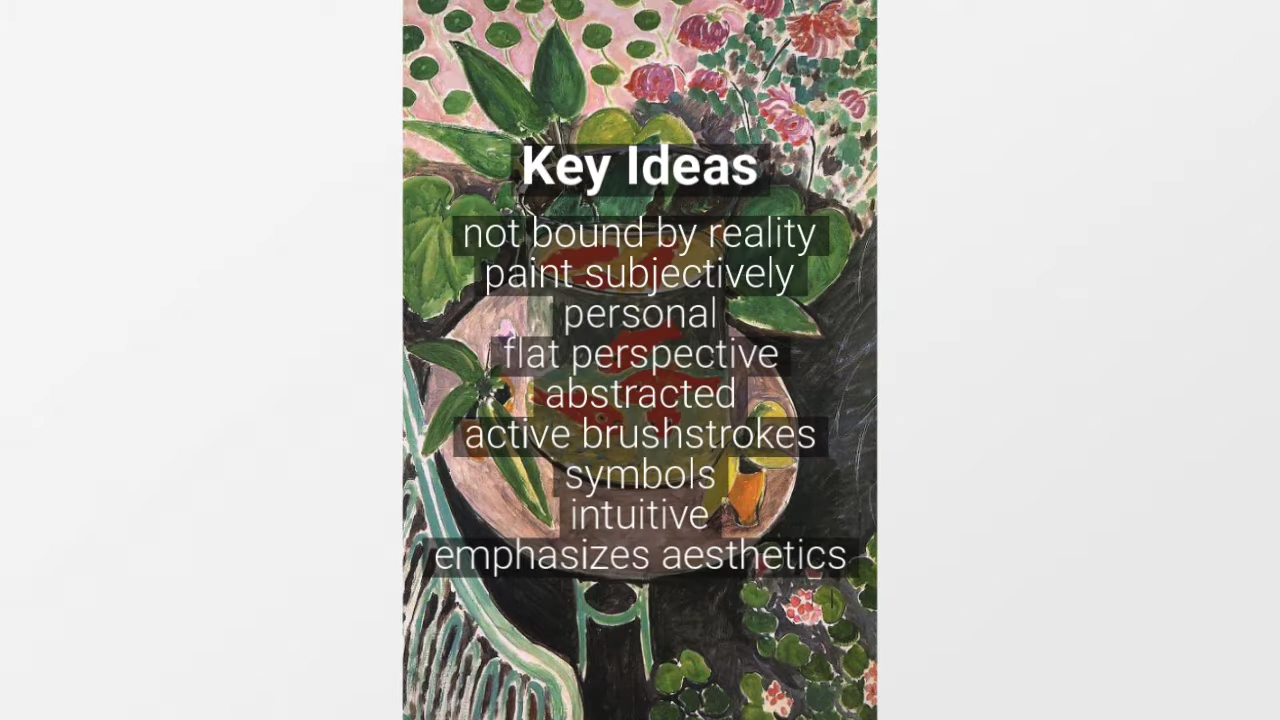 Key Ideas
not bound by reality
paint subjectively
personal
flat perspective
abstracted
active brushstrokes
symbols
intuitive
emphasizes aesthetics